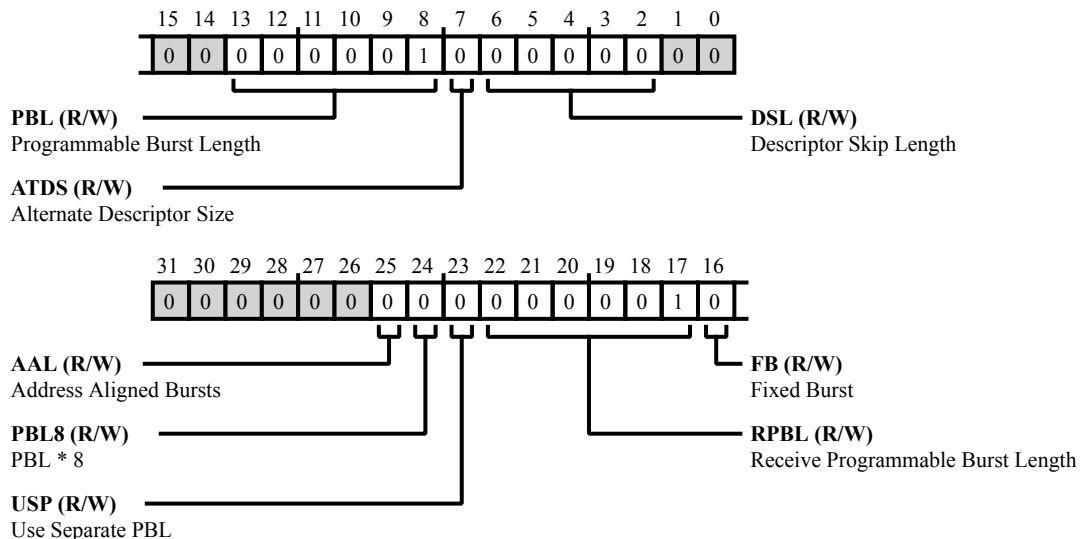 15 14 13 12 11 10 9 8 7 6 5 4 3 2 1 0
0 0 0 0 0 0 0 1 0 0 0 0 0 0 0 0
PBL (R/W)
Programmable Burst Length
DSL (R/W)
Descriptor Skip Length
ATDS (R/W)
Alternate Descriptor Size
31 30 29 28 27 26 25 24 23 22 21 20 19 18 17 16
0 0 0 0 0 0 0 0 0 0 0 0 0 0 1 0
AAL (R/W)
Address Aligned Bursts
FB (R/W)
Fixed Burst
PBL8 (R/W)
PBL * 8
RPBL (R/W)
Receive Programmable Burst Length
USP (R/W)
Use Separate PBL